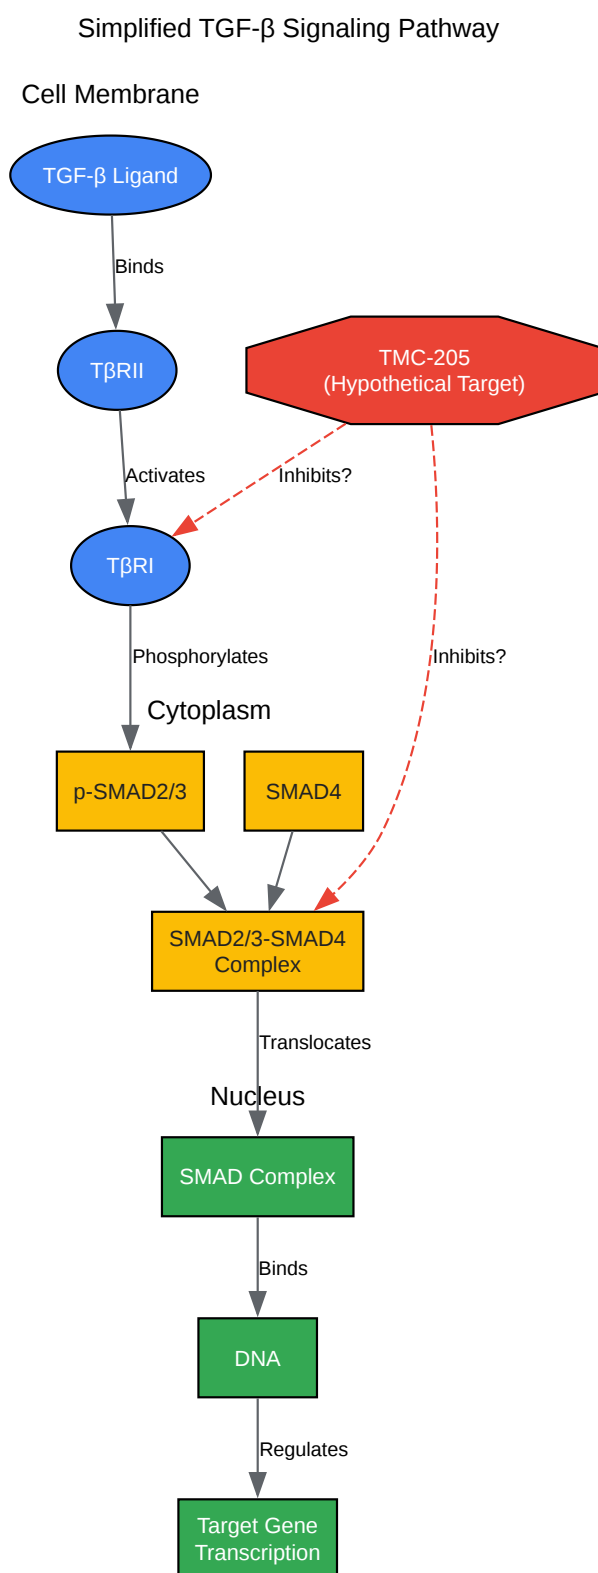 Simplified TGF-β Signaling Pathway
Cell Membrane
TGF-β Ligand
Binds
TβRII
TMC-205
(Hypothetical Target)
Activates
Inhibits?
TβRI
Phosphorylates
Inhibits?
Cytoplasm
p-SMAD2/3
SMAD4
SMAD2/3-SMAD4
Complex
Translocates
Nucleus
SMAD Complex
Binds
DNA
Regulates
Target Gene
Transcription